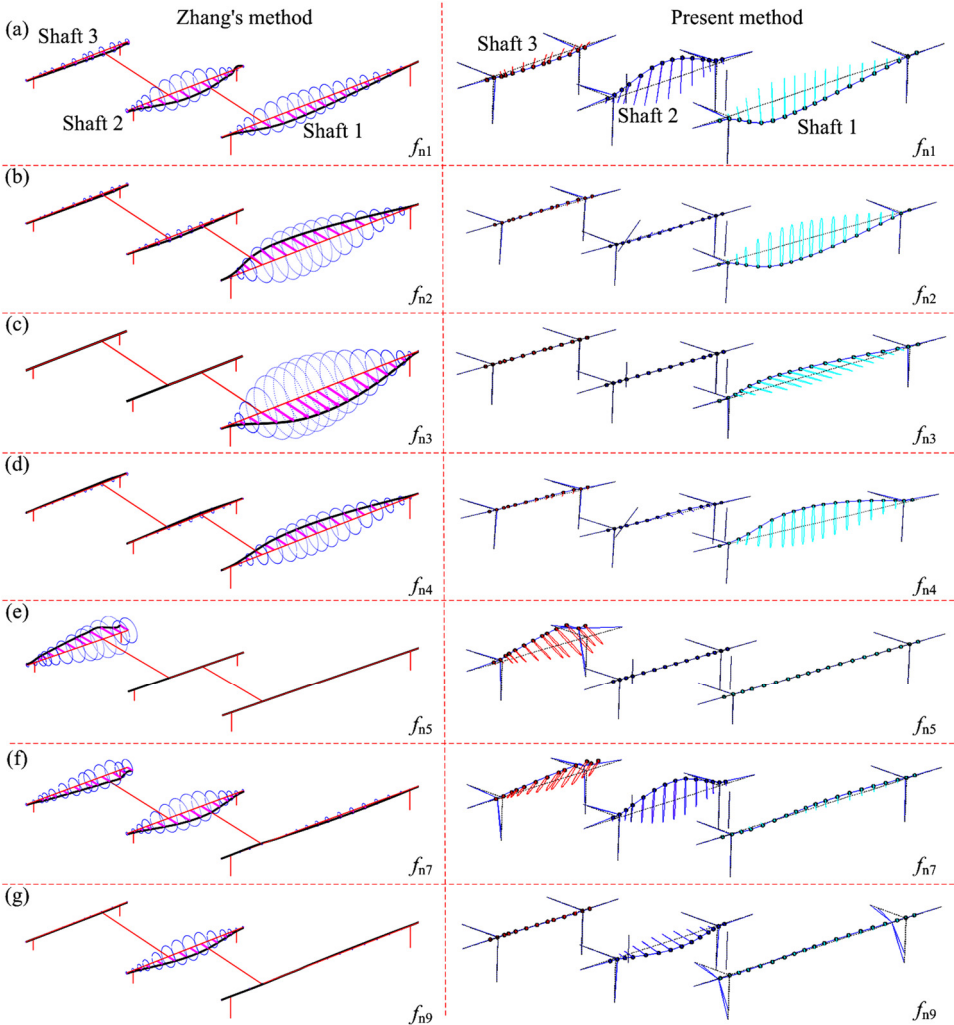 Zhang's method
Present method
(a)
Shaft 3
Shaft 2
Shaft 1
fn1
Shaft 3
Shaft 2
Shaft 1
fn1
(b)
fn2
fn2
(c)
fn3
fn3
(d)
fn4
fn4
(e)
fn5
fn5
(f)
fn7
fn7
(g)
fn9
fn9